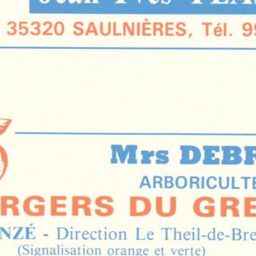 35320 SAULNIÈRES, Tél. 99
Mrs DEBR
ARBORICULTE
RGERS DU GRE
NZÉ - Direction Le Theil-de-Bre
(Signalisation orange et verte)